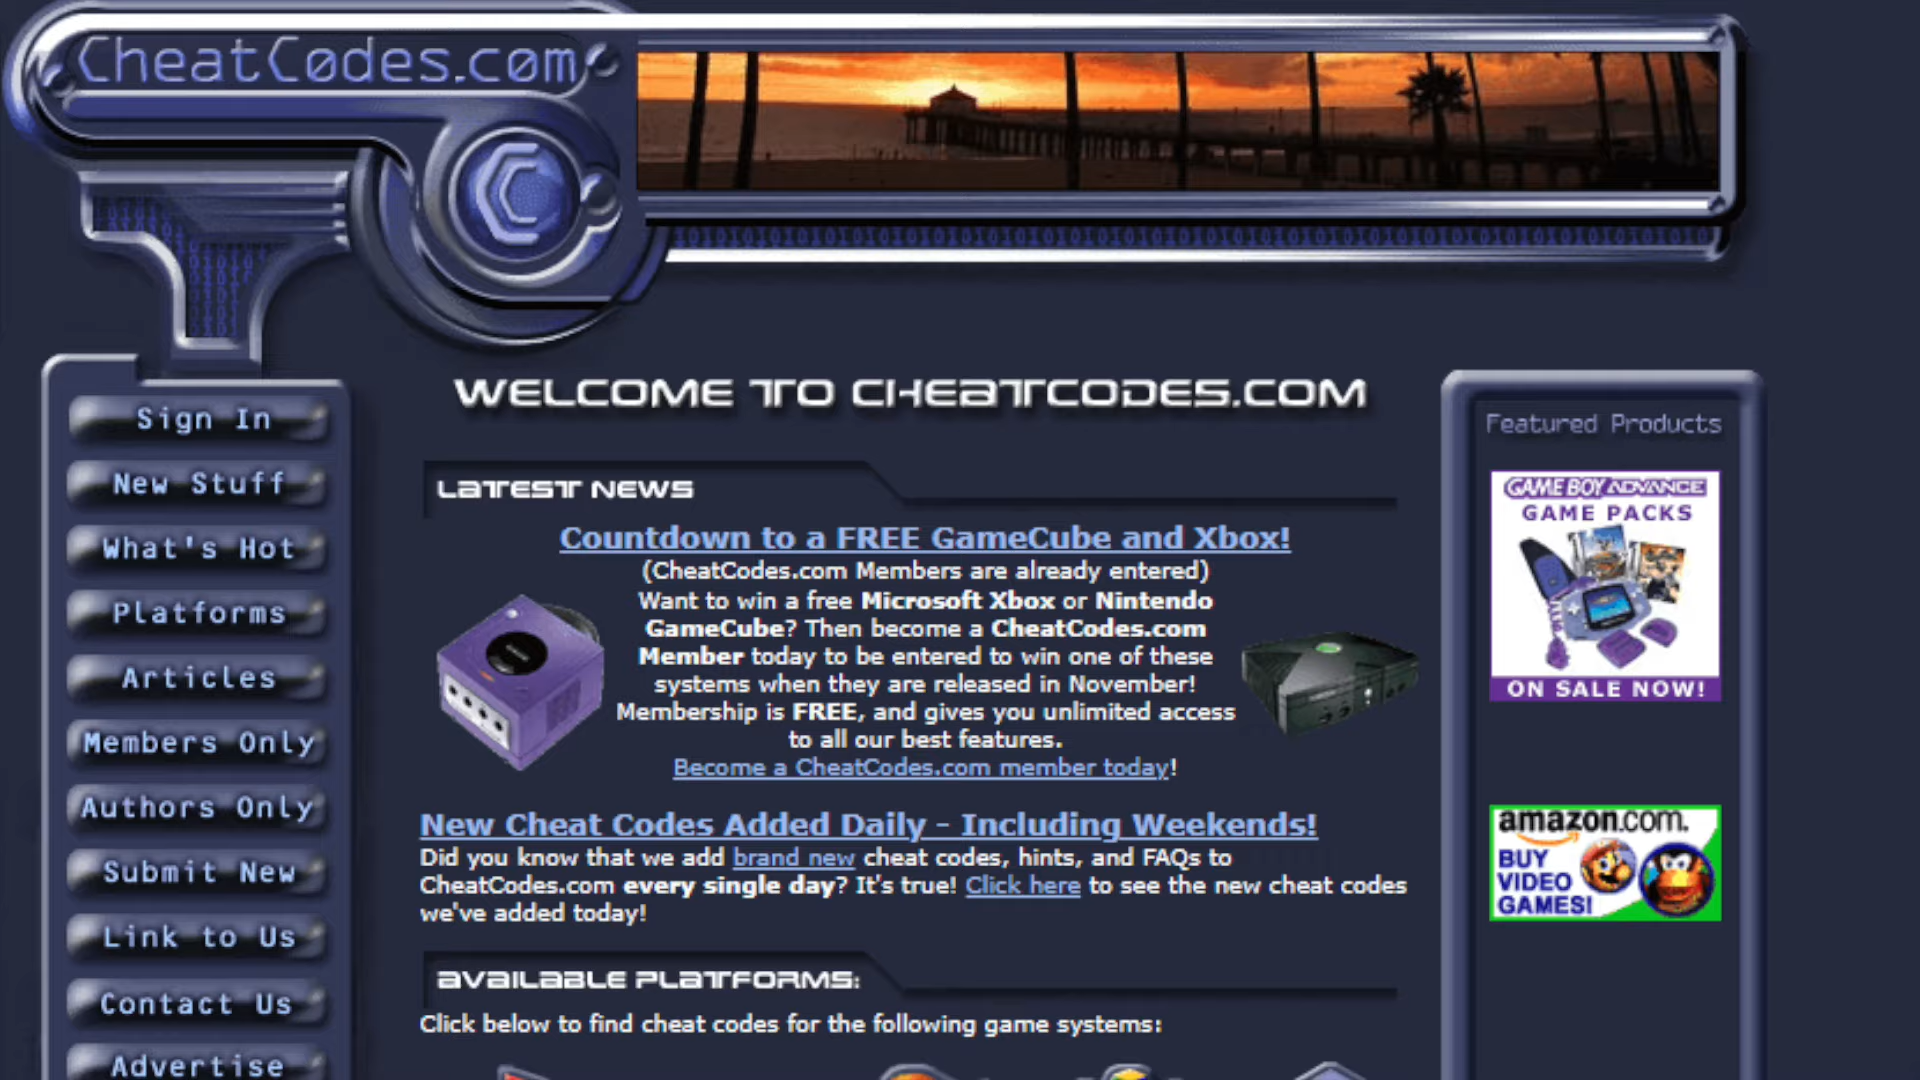 CheatCodes.com
WELCOME TO CHEATCODES.COM
Sign In
New Stuff
What's Hot
Platforms
Articles
Members Only
Authors Only
Submit New
Link to Us
Contact Us
Advertise
LATEST NEWS
Countdown to a FREE GameCube and Xbox!
(CheatCodes.com Members are already entered)
Want to win a free Microsoft Xbox or Nintendo
GameCube? Then become a CheatCodes.com
Member today to be entered to win one of these
systems when they are released in November!
Membership is FREE, and gives you unlimited access
to all our best features.
Become a CheatCodes.com member today!
New Cheat Codes Added Daily - Including Weekends!
Did you know that we add brand new cheat codes, hints, and FAQs to
CheatCodes.com every single day? It's true! Click here to see the new cheat codes
we've added today!
AVAILABLE PLATFORMS:
Click below to find cheat codes for the following game systems:
Featured Products
GAME BOY ADVANCE
GAME PACKS
ON SALE NOW!
amazon.com.
BUY
VIDEO
GAMES!